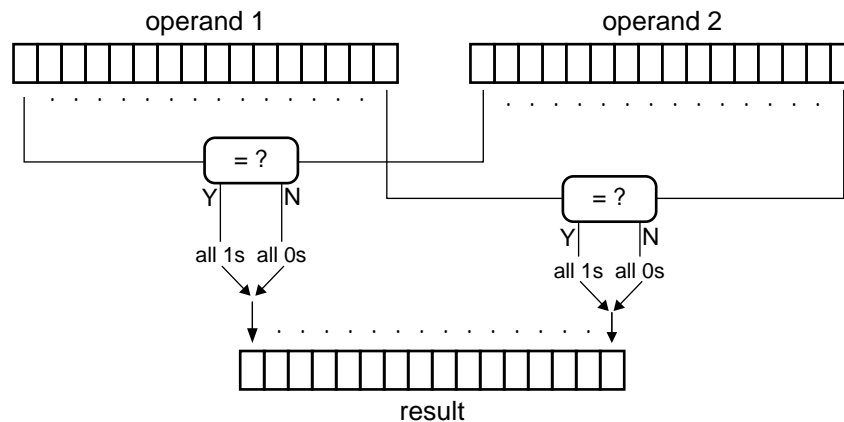 operand 1 operand 2
= ?
Y N
= ?
Y N
all 1s all 0s
all 1s all 0s
result